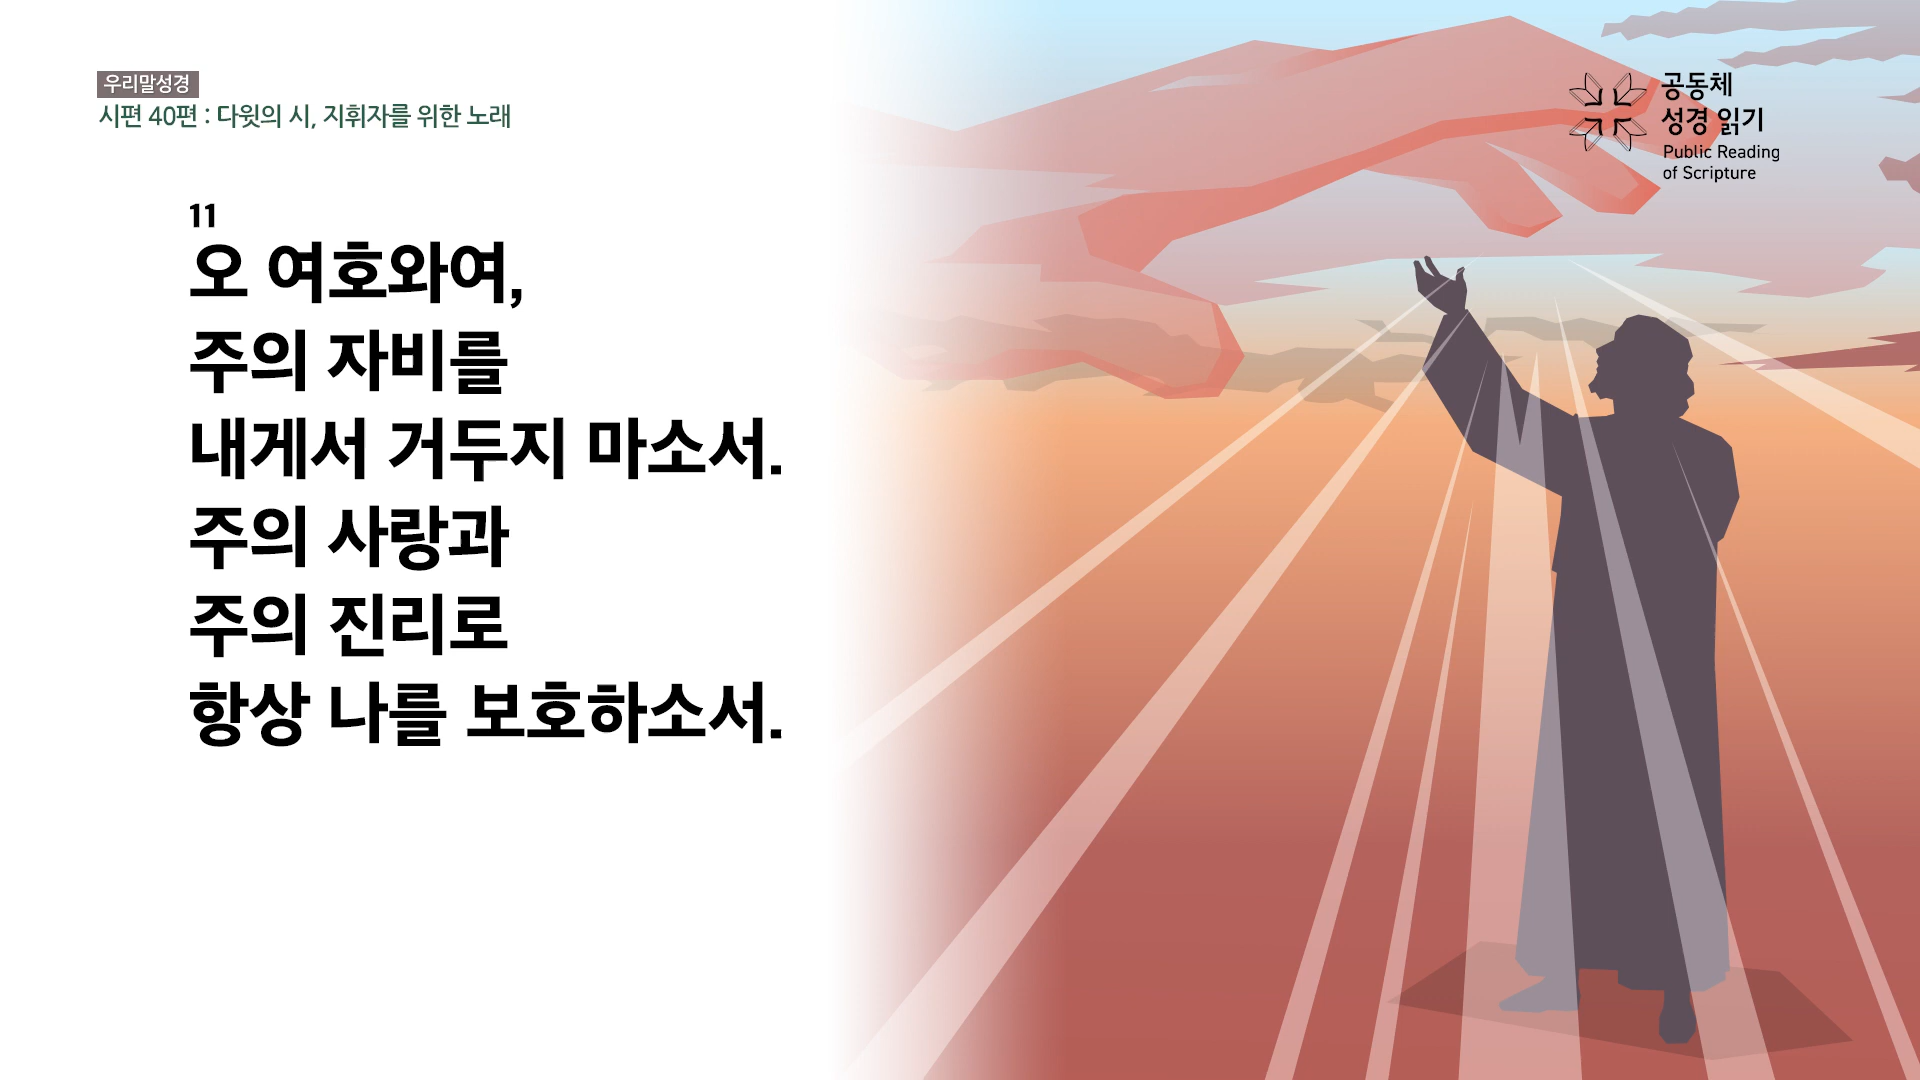 우리말성경
시편 40편 : 다윗의 시, 지휘자를 위한 노래
11
오 여호와여,
주의 자비를
내게서 거두지 마소서.
주의 사랑과
주의 진리로
항상 나를 보호하소서.
공동체
성경 읽기
Public Reading
of Scripture